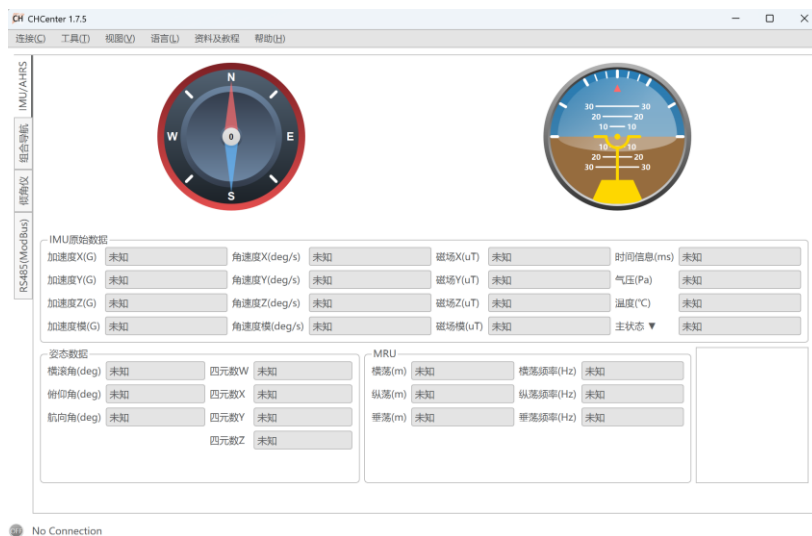 CH CHCenter 1.7.5
连接(C) 工具(T) 视图(V) 语言(L) 资料及教程 帮助(H)
IMU/AHRS
组合导航
倾角仪
RS485(ModBus)
N
W 0 E
S
30 30
20 20
10 10
10 10
20 20
30 30
IMU原始数据
加速度X(G) 未知 角速度X(deg/s) 未知 磁场X(uT) 未知 时间信息(ms) 未知
加速度Y(G) 未知 角速度Y(deg/s) 未知 磁场Y(uT) 未知 气压(Pa) 未知
加速度Z(G) 未知 角速度Z(deg/s) 未知 磁场Z(uT) 未知 温度(℃) 未知
加速度模(G) 未知 角速度模(deg/s) 未知 磁场模(uT) 未知 主状态 ▼ 未知
姿态数据
横滚角(deg) 未知 四元数W 未知
俯仰角(deg) 未知 四元数X 未知
航向角(deg) 未知 四元数Y 未知
四元数Z 未知
MRU
横荡(m) 未知 横荡频率(Hz) 未知
纵荡(m) 未知 纵荡频率(Hz) 未知
垂荡(m) 未知 垂荡频率(Hz) 未知
No Connection